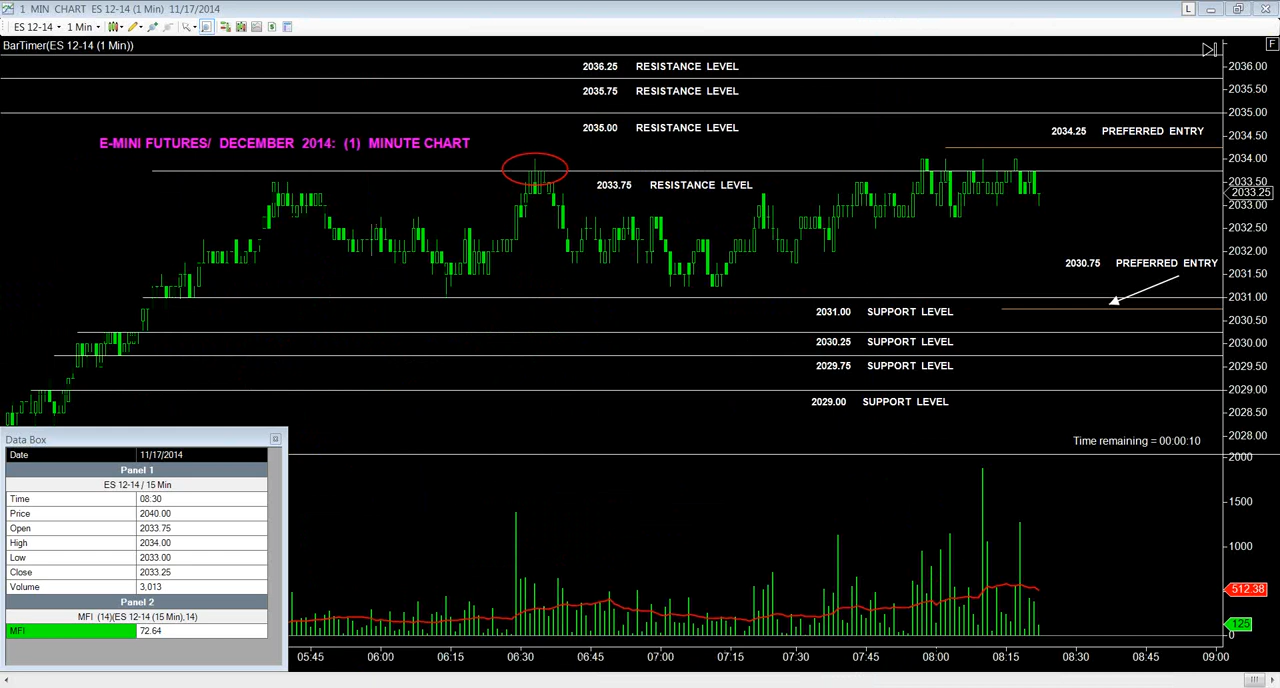 1 MIN CHART ES 12-14 (1 Min) 11/17/2014
L
ES 12-14 1 Min
BarTimer(ES 12-14 (1 Min))
F
2036.25 RESISTANCE LEVEL
2035.75 RESISTANCE LEVEL
2035.00 RESISTANCE LEVEL
2034.25 PREFERRED ENTRY
E-MINI FUTURES/ DECEMBER 2014: (1) MINUTE CHART
2033.75 RESISTANCE LEVEL
2030.75 PREFERRED ENTRY
2031.00 SUPPORT LEVEL
2030.25 SUPPORT LEVEL
2029.75 SUPPORT LEVEL
2029.00 SUPPORT LEVEL
Time remaining = 00:00:10
2036.00
2035.50
2035.00
2034.50
2034.00
2033.50
2033.25
2033.00
2032.50
2032.00
2031.50
2031.00
2030.50
2030.00
2029.50
2029.00
2028.50
2028.00
2000
1500
1000
512.38
125
0
Data Box
Date 11/17/2014
Panel 1
ES 12-14 / 15 Min
Time 08:30
Price 2040.00
Open 2033.75
High 2034.00
Low 2033.00
Close 2033.25
Volume 3,013
Panel 2
MFI (14)(ES 12-14 (15 Min),14)
MFI 72.64
05:45 06:00 06:15 06:30 06:45 07:00 07:15 07:30 07:45 08:00 08:15 08:30 08:45 09:00